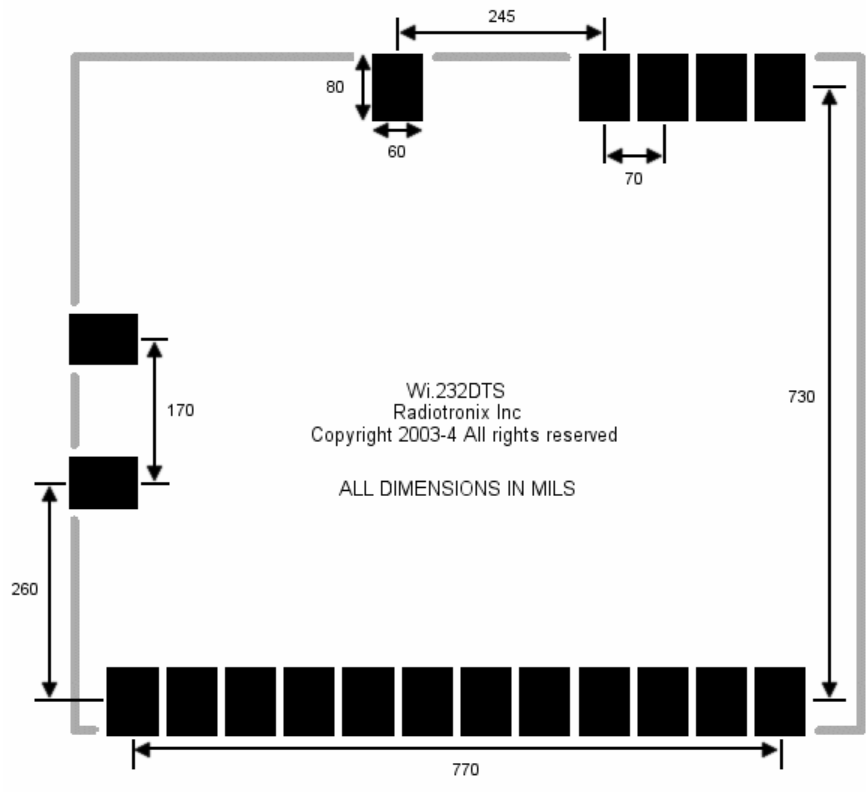 245
80
60
70
Wi.232DTS
Radiotronix Inc
Copyright 2003-4 All rights reserved
730
170
ALL DIMENSIONS IN MILS
260
770